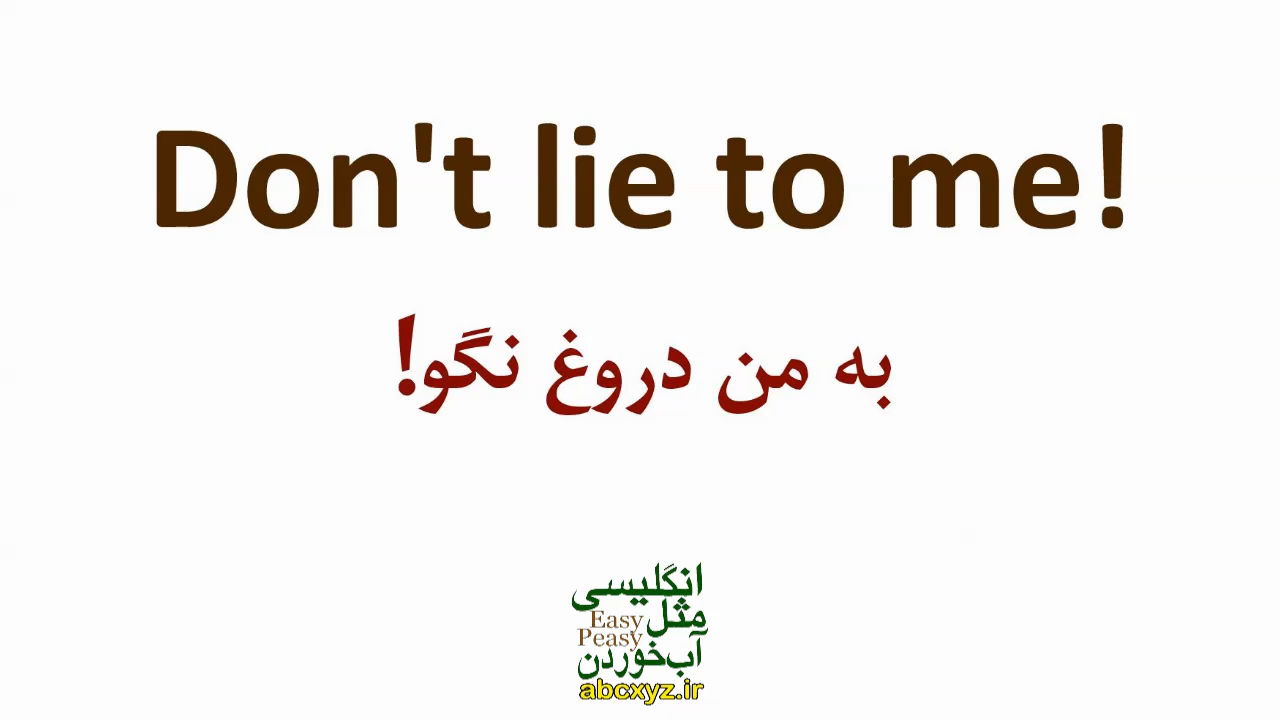 Don't lie to me!
به من دروغ نگو!
انگلیسی
مثل
Easy
Peasy
آب‌خوردن
abcxyz.ir